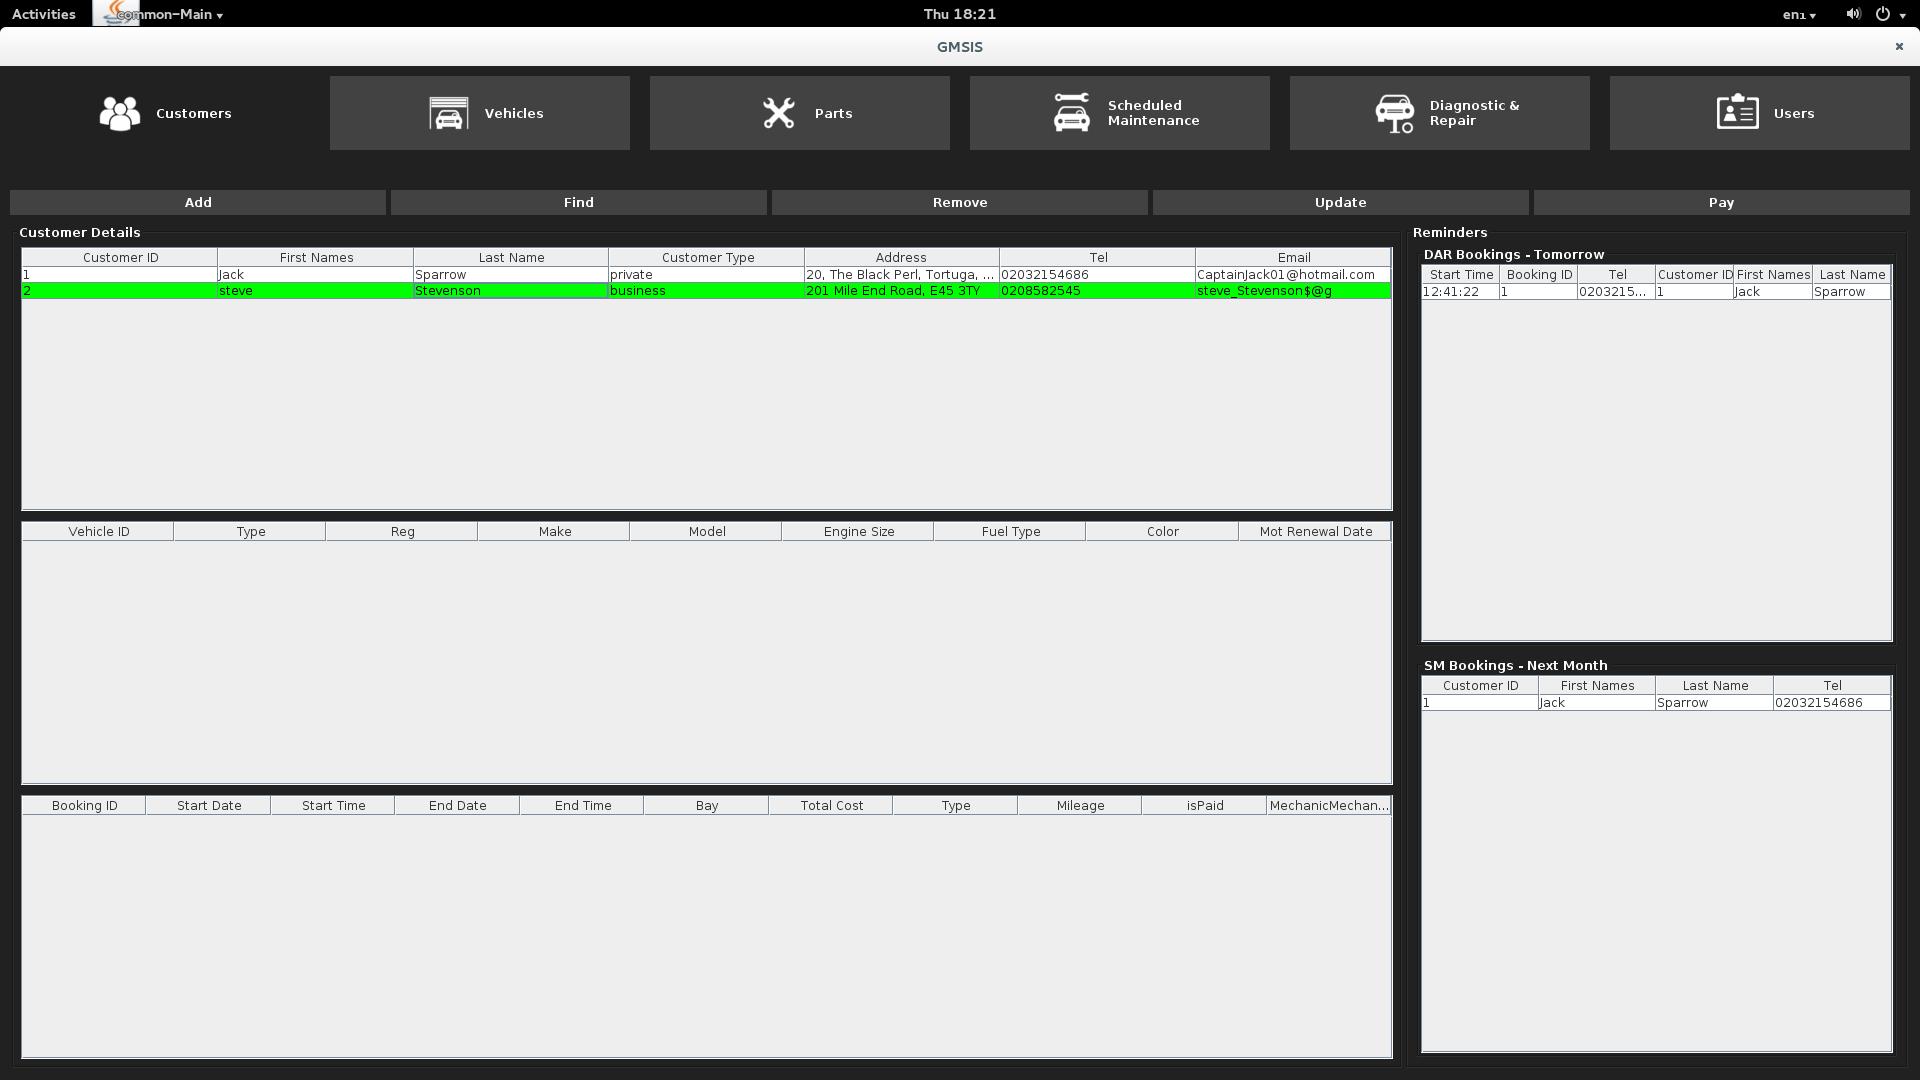 Activities common-Main Thu 18:21 en₁
GMSIS ×
Customers Vehicles Parts Scheduled Maintenance Diagnostic & Repair Users
Add Find Remove Update Pay
Customer Details
Customer ID First Names Last Name Customer Type Address Tel Email
1 Jack Sparrow private 20, The Black Perl, Tortuga, ... 02032154686 CaptainJack01@hotmail.com
2 steve Stevenson business 201 Mile End Road, E45 3TY 0208582545 steve_Stevenson$@g
Vehicle ID Type Reg Make Model Engine Size Fuel Type Color Mot Renewal Date
Booking ID Start Date Start Time End Date End Time Bay Total Cost Type Mileage isPaid MechanicMechan...
Reminders
DAR Bookings - Tomorrow
Start Time Booking ID Tel Customer ID First Names Last Name
12:41:22 1 0203215... 1 Jack Sparrow
SM Bookings - Next Month
Customer ID First Names Last Name Tel
1 Jack Sparrow 02032154686